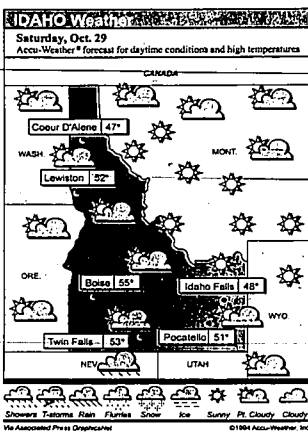 IDAHO Weather
Saturday, Oct. 29
Accu-Weather® forecast for daytime conditions and high temperatures
CANADA
Coeur D'Alene 47°
WASH.
MONT.
Lewiston 52°
ORE.
Boise 55°
Idaho Falls 48°
WYO.
Twin Falls 53°
Pocatello 51°
NEV.
UTAH
Showers T-storms Rain Flurries Snow Ice Sunny Pt. Cloudy Cloudy
Via Associated Press GraphicsNet ©1994 Accu-Weather, Inc.